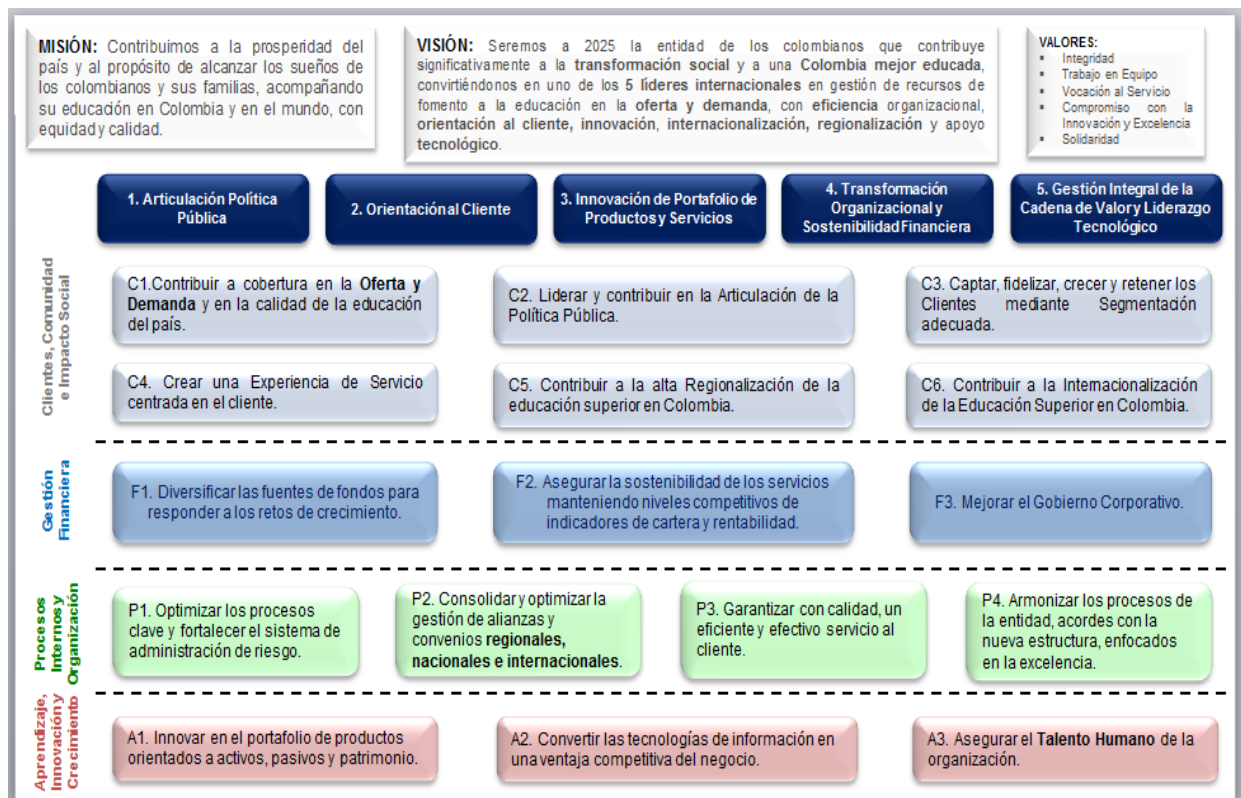 MISIÓN: Contribuimos a la prosperidad del
país y al propósito de alcanzar los sueños de
los colombianos y sus familias, acompañando
su educación en Colombia y en el mundo, con
equidad y calidad.
VISIÓN: Seremos a 2025 la entidad de los colombianos que contribuye
significativamente a la transformación social y a una Colombia mejor educada,
convirtiéndonos en uno de los 5 líderes internacionales en gestión de recursos de
fomento a la educación en la oferta y demanda, con eficiencia organizacional,
orientación al cliente, innovación, internacionalización, regionalización y apoyo
tecnológico.
VALORES:
▪ Integridad
▪ Trabajo en Equipo
▪ Vocación al Servicio
▪ Compromiso con la
Innovación y Excelencia
▪ Solidaridad
1. Articulación Política
Pública
2. Orientación al Cliente
3. Innovación de Portafolio de
Productos y Servicios
4. Transformación
Organizacional y
Sostenibilidad Financiera
5. Gestión Integral de la
Cadena de Valor y Liderazgo
Tecnológico
Clientes, Comunidad
e Impacto Social
C1.Contribuir a cobertura en la Oferta y
Demanda y en la calidad de la educación
del país.
C2. Liderar y contribuir en la Articulación de la
Política Pública.
C3. Captar, fidelizar, crecer y retener los
Clientes mediante Segmentación
adecuada.
C4. Crear una Experiencia de Servicio
centrada en el cliente.
C5. Contribuir a la alta Regionalización de la
educación superior en Colombia.
C6. Contribuir a la Internacionalización
de la Educación Superior en Colombia.
Gestión
Financiera
F1. Diversificar las fuentes de fondos para
responder a los retos de crecimiento.
F2. Asegurar la sostenibilidad de los servicios
manteniendo niveles competitivos de
indicadores de cartera y rentabilidad.
F3. Mejorar el Gobierno Corporativo.
Procesos
Internos y
Organización
P1. Optimizar los procesos
clave y fortalecer el sistema de
administración de riesgo.
P2. Consolidar y optimizar la
gestión de alianzas y
convenios regionales,
nacionales e internacionales.
P3. Garantizar con calidad, un
eficiente y efectivo servicio al
cliente.
P4. Armonizar los procesos de
la entidad, acordes con la
nueva estructura, enfocados
en la excelencia.
Aprendizaje,
Innovación y
Crecimiento
A1. Innovar en el portafolio de productos
orientados a activos, pasivos y patrimonio.
A2. Convertir las tecnologías de información en
una ventaja competitiva del negocio.
A3. Asegurar el Talento Humano de la
organización.